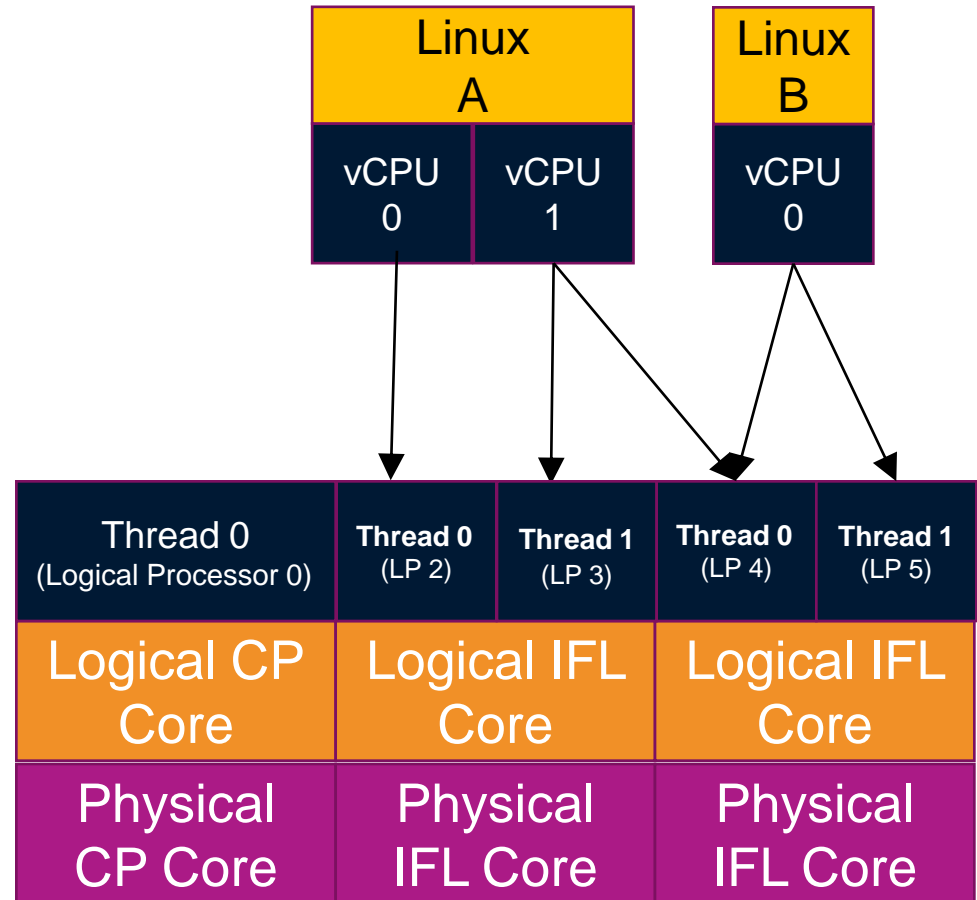 Linux
A
Linux
B
vCPU
0
vCPU
1
vCPU
0
Thread 0
(Logical Processor 0)
Thread 0
(LP 2)
Thread 1
(LP 3)
Thread 0
(LP 4)
Thread 1
(LP 5)
Logical CP
Core
Logical IFL
Core
Logical IFL
Core
Physical
CP Core
Physical
IFL Core
Physical
IFL Core